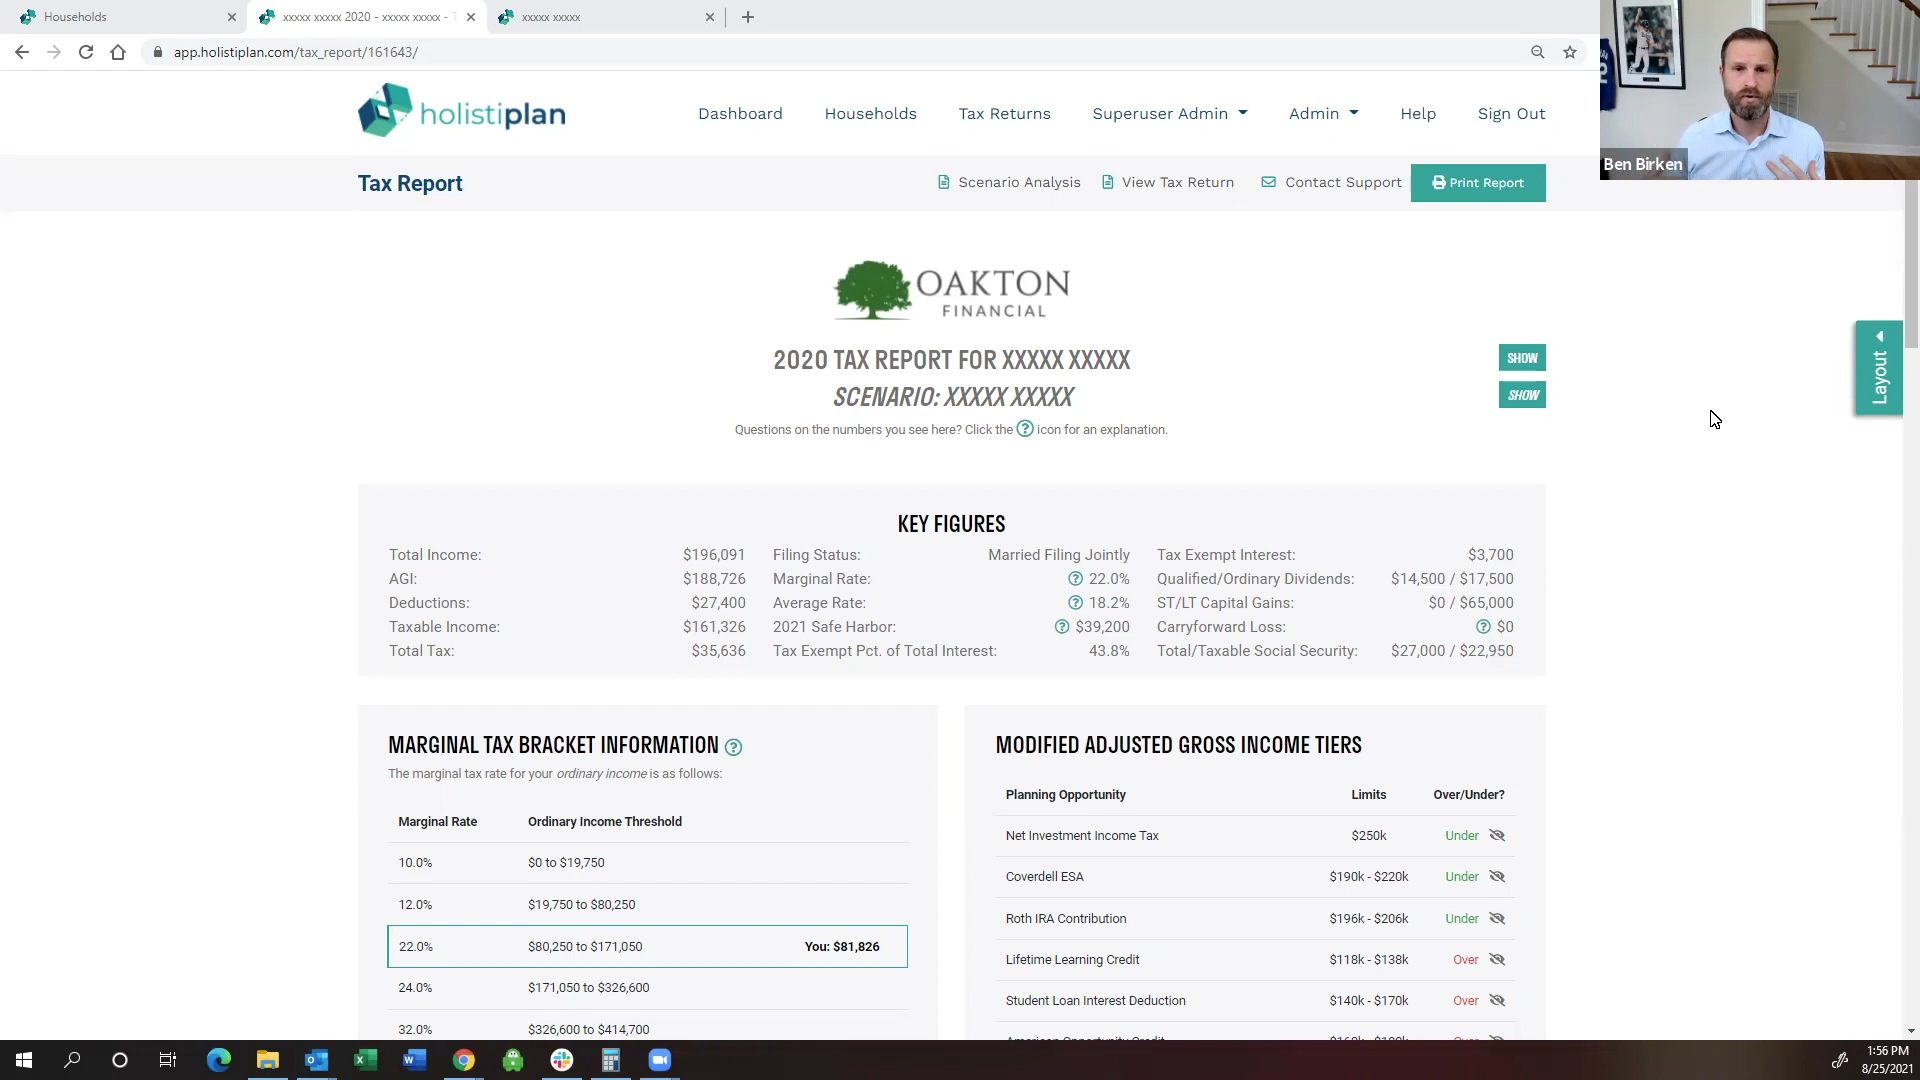 Households
xxxxx xxxxx 2020 - xxxxx xxxxx - T
xxxxx xxxxx
app.holistiplan.com/tax_report/161643/
holistiplan
Dashboard
Households
Tax Returns
Superuser Admin
Admin
Help
Sign Out
Ben Birken
Tax Report
Scenario Analysis
View Tax Return
Contact Support
Print Report
OAKTON
FINANCIAL
2020 TAX REPORT FOR XXXXX XXXXX
SHOW
SCENARIO: XXXXX XXXXX
SHOW
Layout
Questions on the numbers you see here? Click the ? icon for an explanation.
KEY FIGURES
Total Income: $196,091
AGI: $188,726
Deductions: $27,400
Taxable Income: $161,326
Total Tax: $35,636
Filing Status: Married Filing Jointly
Marginal Rate: ? 22.0%
Average Rate: ? 18.2%
2021 Safe Harbor: ? $39,200
Tax Exempt Pct. of Total Interest: 43.8%
Tax Exempt Interest: $3,700
Qualified/Ordinary Dividends: $14,500 / $17,500
ST/LT Capital Gains: $0 / $65,000
Carryforward Loss: ? $0
Total/Taxable Social Security: $27,000 / $22,950
MARGINAL TAX BRACKET INFORMATION ?
The marginal tax rate for your ordinary income is as follows:
Marginal Rate Ordinary Income Threshold
10.0% $0 to $19,750
12.0% $19,750 to $80,250
22.0% $80,250 to $171,050 You: $81,826
24.0% $171,050 to $326,600
32.0% $326,600 to $414,700
MODIFIED ADJUSTED GROSS INCOME TIERS
Planning Opportunity Limits Over/Under?
Net Investment Income Tax $250k Under
Coverdell ESA $190k - $220k Under
Roth IRA Contribution $196k - $206k Under
Lifetime Learning Credit $118k - $138k Over
Student Loan Interest Deduction $140k - $170k Over
1:56 PM
8/25/2021